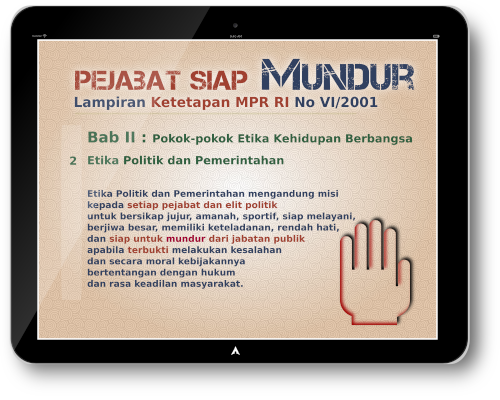 PEJABAT SIAP MUNDUR
Lampiran Ketetapan MPR RI No VI/2001
Bab II : Pokok-pokok Etika Kehidupan Berbangsa
2 Etika Politik dan Pemerintahan
Etika Politik dan Pemerintahan mengandung misi
kepada setiap pejabat dan elit politik
untuk bersikap jujur, amanah, sportif, siap melayani,
berjiwa besar, memiliki keteladanan, rendah hati,
dan siap untuk mundur dari jabatan publik
apabila terbukti melakukan kesalahan
dan secara moral kebijakannya
bertentangan dengan hukum
dan rasa keadilan masyarakat.